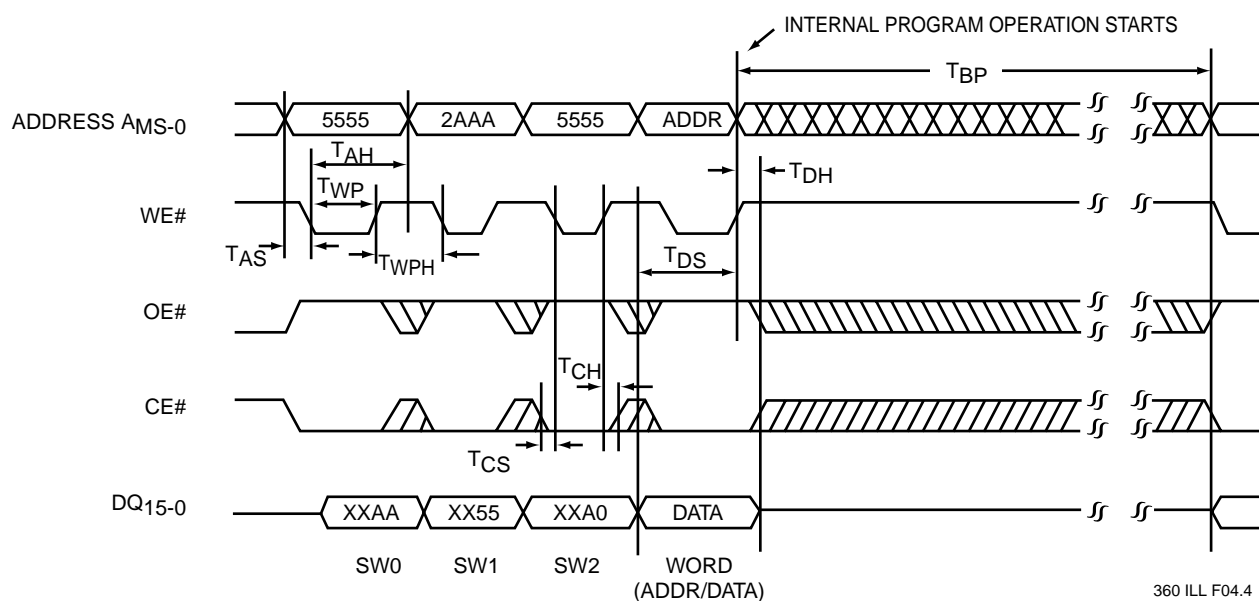 INTERNAL PROGRAM OPERATION STARTS
TBP
ADDRESS AMS-0
5555
2AAA
5555
ADDR
TAH
TDH
TWP
WE#
TAS
TWPH
TDS
OE#
TCH
CE#
TCS
DQ15-0
XXAA
XX55
XXA0
DATA
SW0
SW1
SW2
WORD
(ADDR/DATA)
360 ILL F04.4